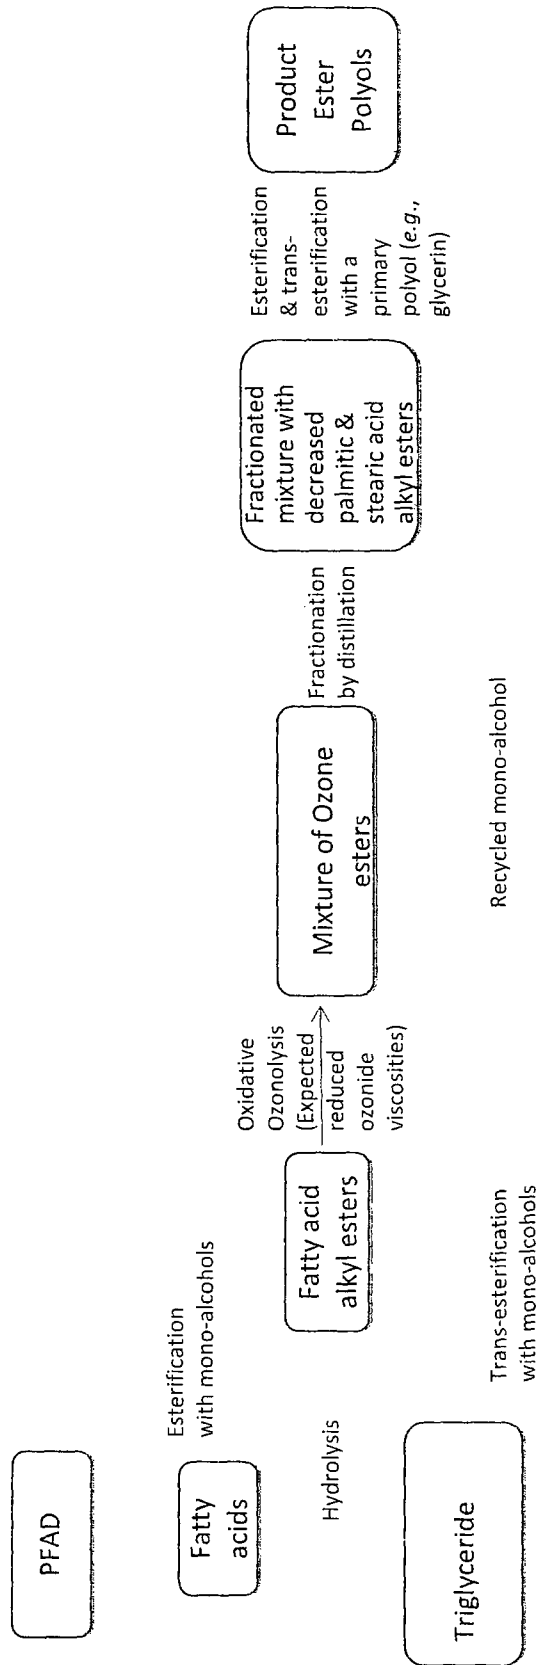 PFAD
Fatty
acids
Triglyceride
Esterification
with mono-alcohols
Hydrolysis
Trans-esterification
with mono-alcohols
Fatty acid
alkyl esters
Oxidative
Ozonolysis
(Expected
reduced
ozonide
viscosities)
Mixture of Ozone
esters
Recycled mono-alcohol
Fractionation
by distillation
Fractionated
mixture with
decreased
palmitic &
stearic acid
alkyl esters
Esterification
& trans-
esterification
with a
primary
polyol (e.g.,
glycerin)
Product
Ester
Polyols